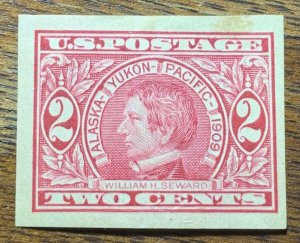 U.S. POSTAGE
ALASKA-YUKON-PACIFIC-1909
2 2
WILLIAM H. SEWARD
TWO CENTS